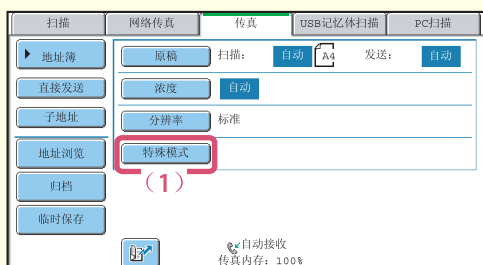 扫描 网络传真 传真 USB记忆体扫描 PC扫描
地址簿 原稿 扫描: 自动 A4 发送: 自动
直接发送 浓度 自动
子地址 分辨率 标准
地址浏览 特殊模式
归档 (1)
临时保存
自动接收
传真内存: 100%